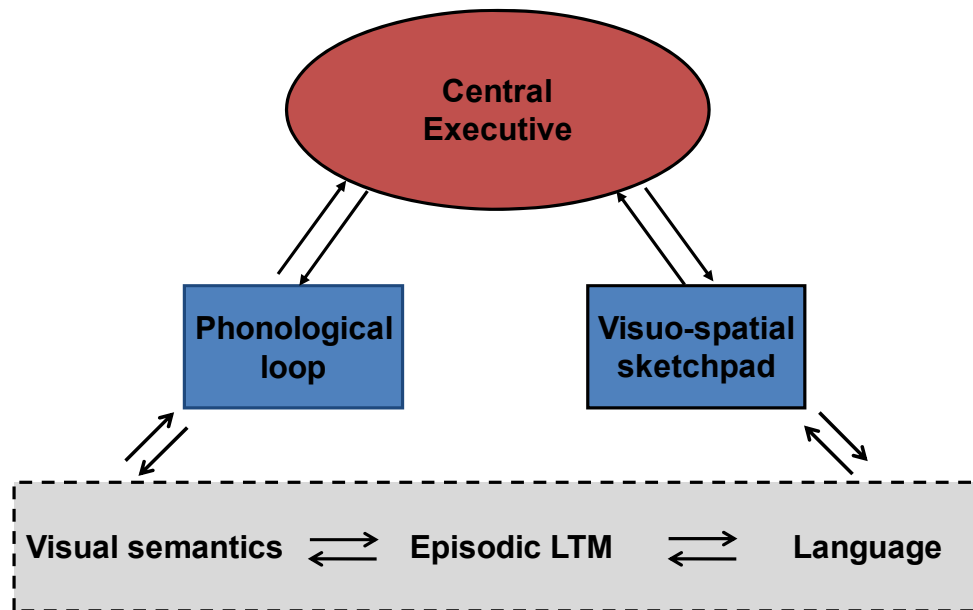 Central
Executive
Phonological
loop
Visuo-spatial
sketchpad
Visual semantics
Episodic LTM
Language